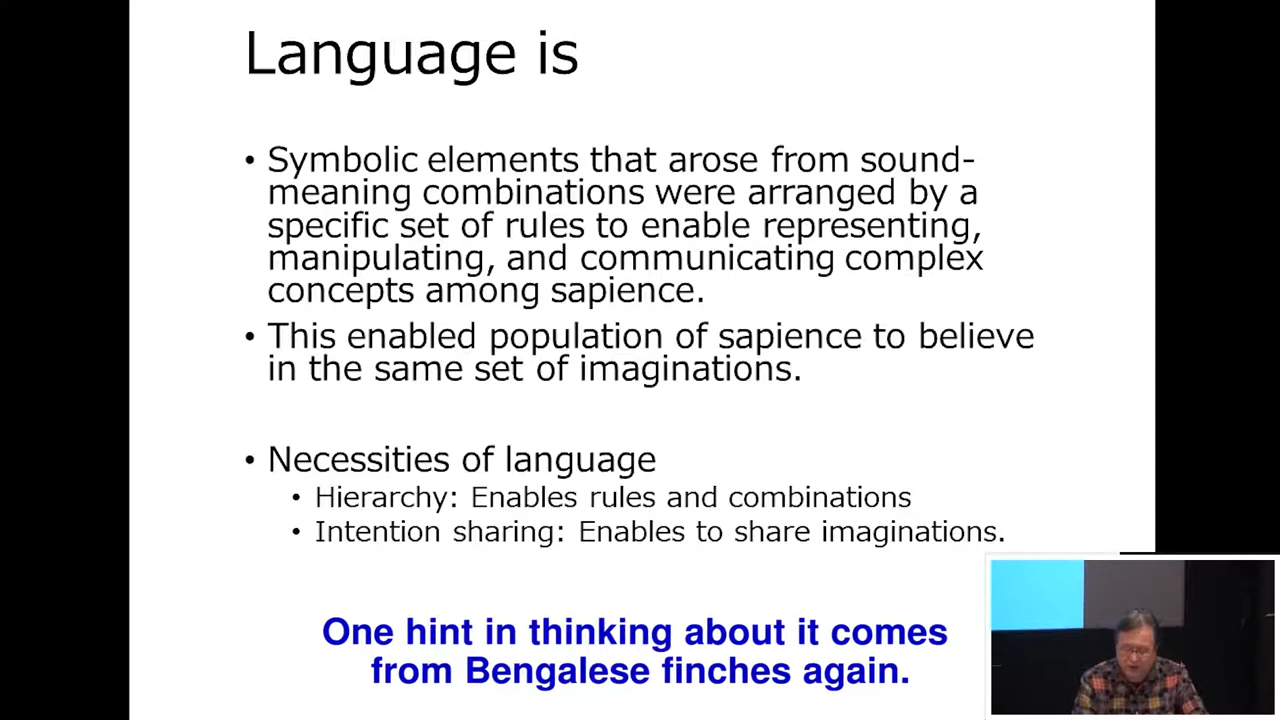 Language is
• Symbolic elements that arose from sound-
meaning combinations were arranged by a
specific set of rules to enable representing,
manipulating, and communicating complex
concepts among sapience.
• This enabled population of sapience to believe
in the same set of imaginations.
• Necessities of language
• Hierarchy: Enables rules and combinations
• Intention sharing: Enables to share imaginations.
One hint in thinking about it comes
from Bengalese finches again.